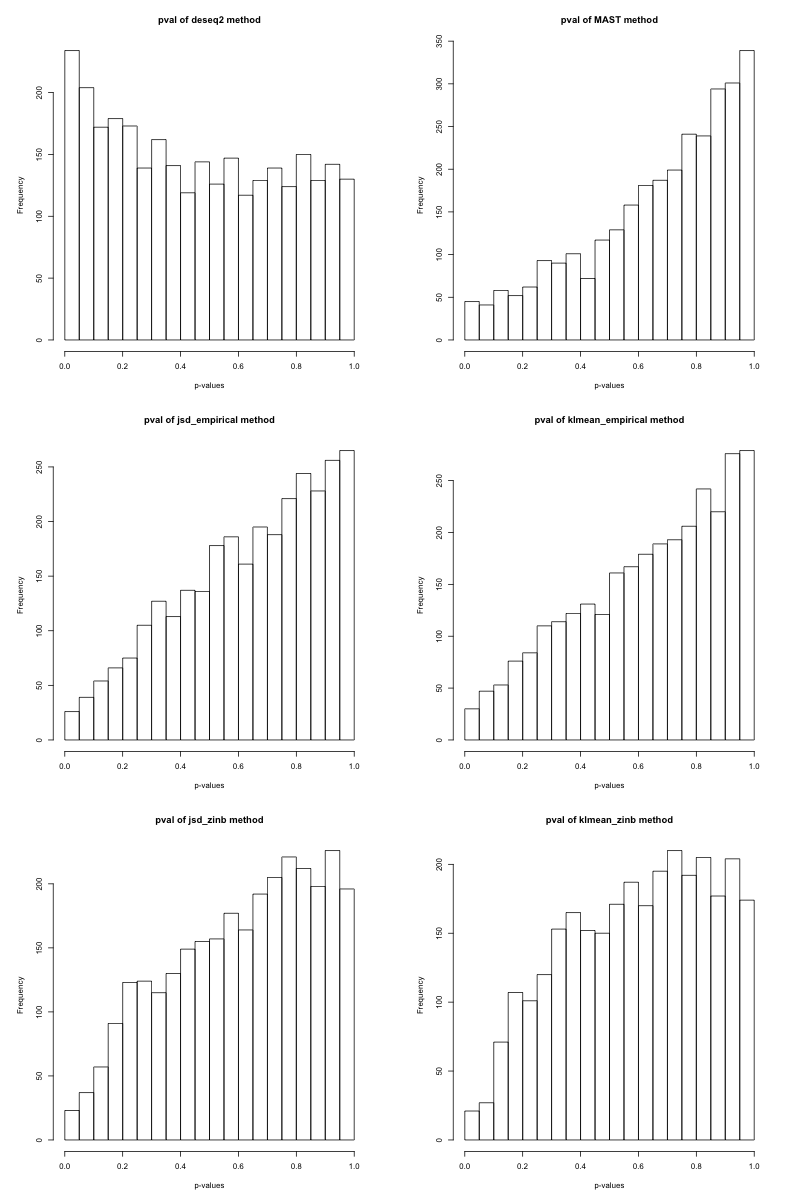 pval of deseq2 method
Frequency
0 50 100 150 200
0.0 0.2 0.4 0.6 0.8 1.0
p-values
pval of MAST method
Frequency
0 50 100 150 200 250 300 350
0.0 0.2 0.4 0.6 0.8 1.0
p-values
pval of jsd_empirical method
Frequency
0 50 100 150 200 250
0.0 0.2 0.4 0.6 0.8 1.0
p-values
pval of klmean_empirical method
Frequency
0 50 100 150 200 250
0.0 0.2 0.4 0.6 0.8 1.0
p-values
pval of jsd_zinb method
Frequency
0 50 100 150 200
0.0 0.2 0.4 0.6 0.8 1.0
p-values
pval of klmean_zinb method
Frequency
0 50 100 150 200
0.0 0.2 0.4 0.6 0.8 1.0
p-values